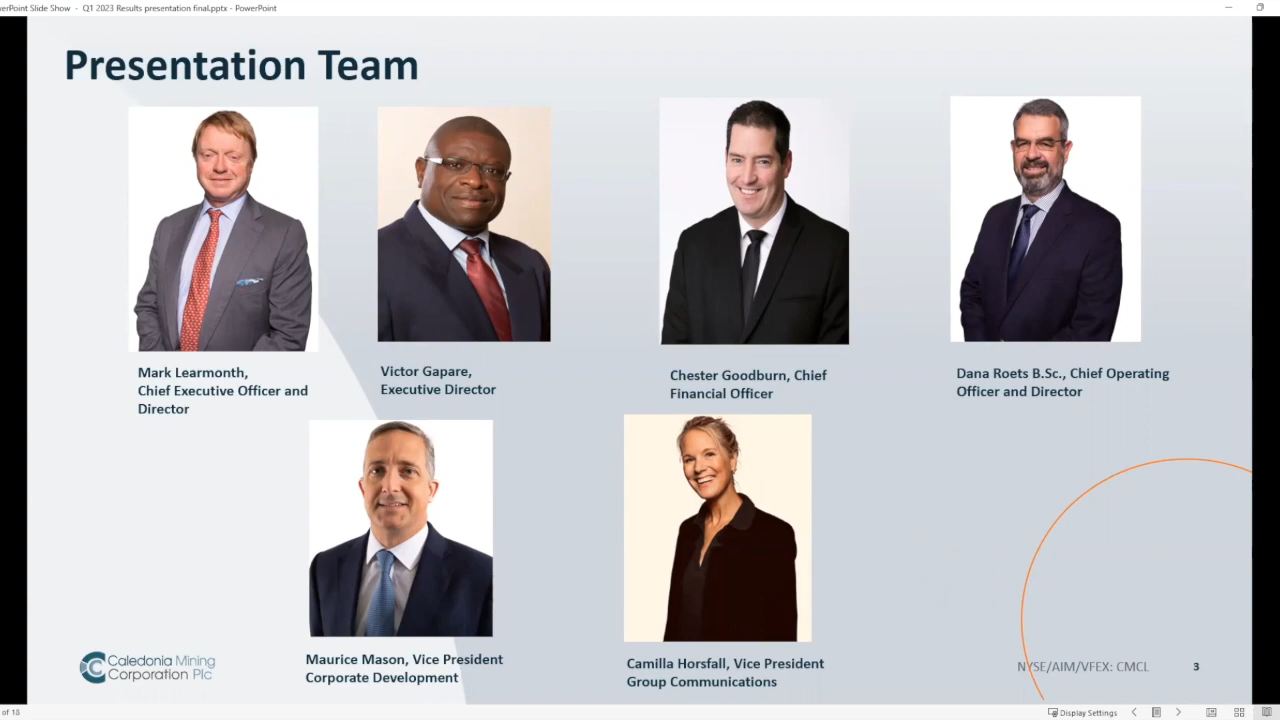 PowerPoint Slide Show - Q1 2023 Results presentation final.pptx - PowerPoint
Presentation Team
Mark Learmonth,
Chief Executive Officer and
Director
Victor Gapare,
Executive Director
Chester Goodburn, Chief
Financial Officer
Dana Roets B.Sc., Chief Operating
Officer and Director
Maurice Mason, Vice President
Corporate Development
Camilla Horsfall, Vice President
Group Communications
Caledonia Mining
Corporation Plc
NYSE/AIM/VFEX: CMCL
3
of 18
Display Settings